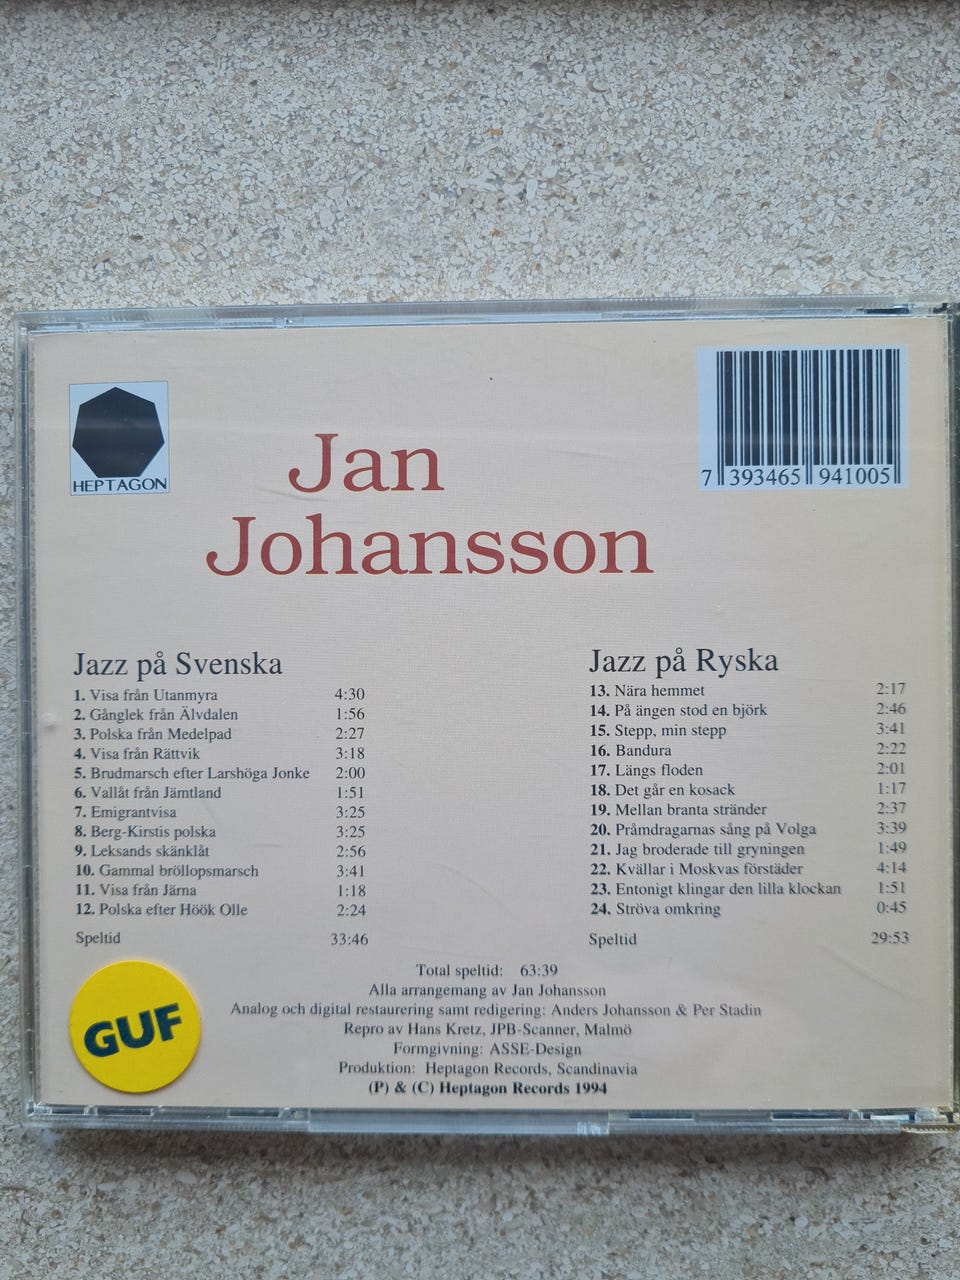 HEPTAGON
7 393465 941005
Jan
Johansson
Jazz på Svenska
1. Visa från Utanmyra 4:30
2. Gånglek från Älvdalen 1:56
3. Polska från Medelpad 2:27
4. Visa från Rättvik 3:18
5. Brudmarsch efter Larshöga Jonke 2:00
6. Vallåt från Jämtland 1:51
7. Emigrantvisa 3:25
8. Berg-Kirstis polska 3:25
9. Leksands skänklåt 2:56
10. Gammal bröllopsmarsch 3:41
11. Visa från Järna 1:18
12. Polska efter Höök Olle 2:24
Speltid 33:46
Jazz på Ryska
13. Nära hemmet 2:17
14. På ängen stod en björk 2:46
15. Stepp, min stepp 3:41
16. Bandura 2:22
17. Längs floden 2:01
18. Det går en kosack 1:17
19. Mellan branta stränder 2:37
20. Pråmdragarnas sång på Volga 3:39
21. Jag broderade till gryningen 1:49
22. Kvällar i Moskvas förstäder 4:14
23. Entonigt klingar den lilla klockan 1:51
24. Ströva omkring 0:45
Speltid 29:53
Total speltid: 63:39
Alla arrangemang av Jan Johansson
Analog och digital restaurering samt redigering: Anders Johansson & Per Stadin
Repro av Hans Kretz, JPB-Scanner, Malmö
Formgivning: ASSE-Design
Produktion: Heptagon Records, Scandinavia
(P) & (C) Heptagon Records 1994
GUF